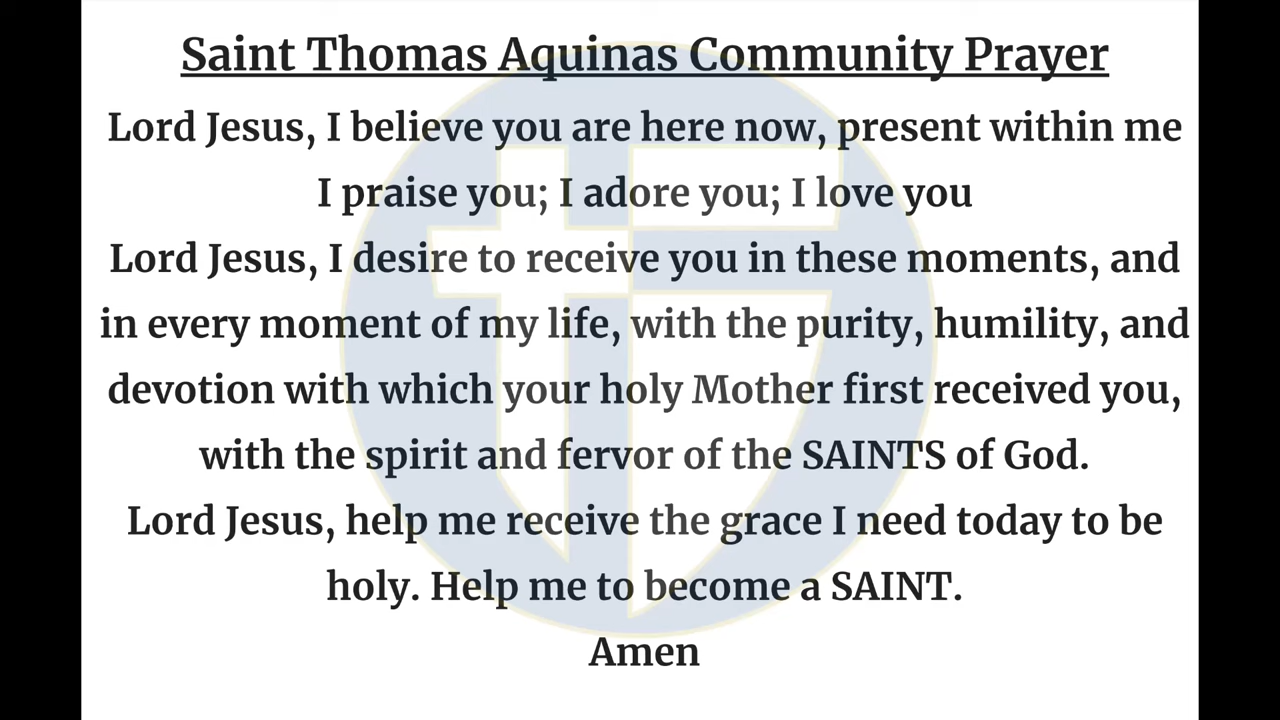 Saint Thomas Aquinas Community Prayer
Lord Jesus, I believe you are here now, present within me
I praise you; I adore you; I love you
Lord Jesus, I desire to receive you in these moments, and
in every moment of my life, with the purity, humility, and
devotion with which your holy Mother first received you,
with the spirit and fervor of the SAINTS of God.
Lord Jesus, help me receive the grace I need today to be
holy. Help me to become a SAINT.
Amen